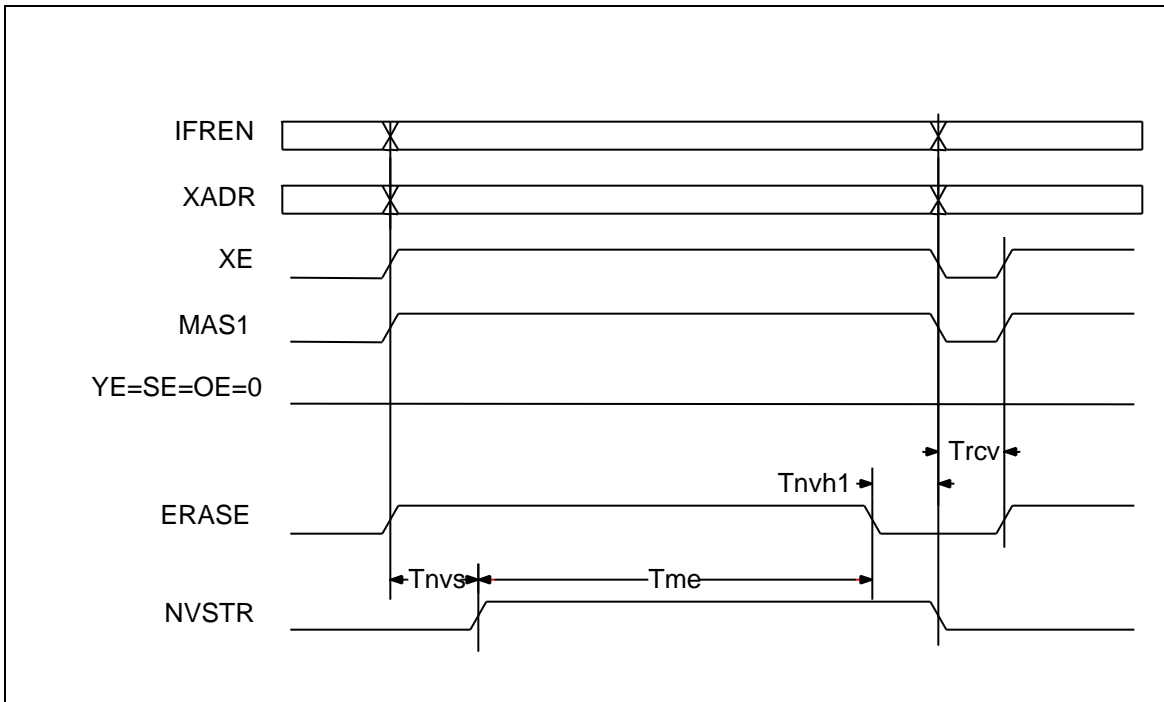 IFREN
XADR
XE
MAS1
YE=SE=OE=0
Trcv
Tnvh1
ERASE
Tnvs
Tme
NVSTR